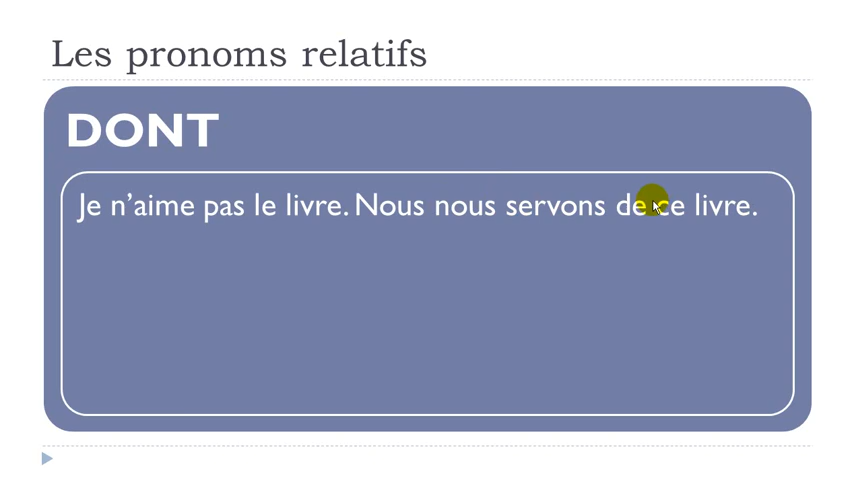 Les pronoms relatifs
DONT
Je n’aime pas le livre. Nous nous servons de ce livre.